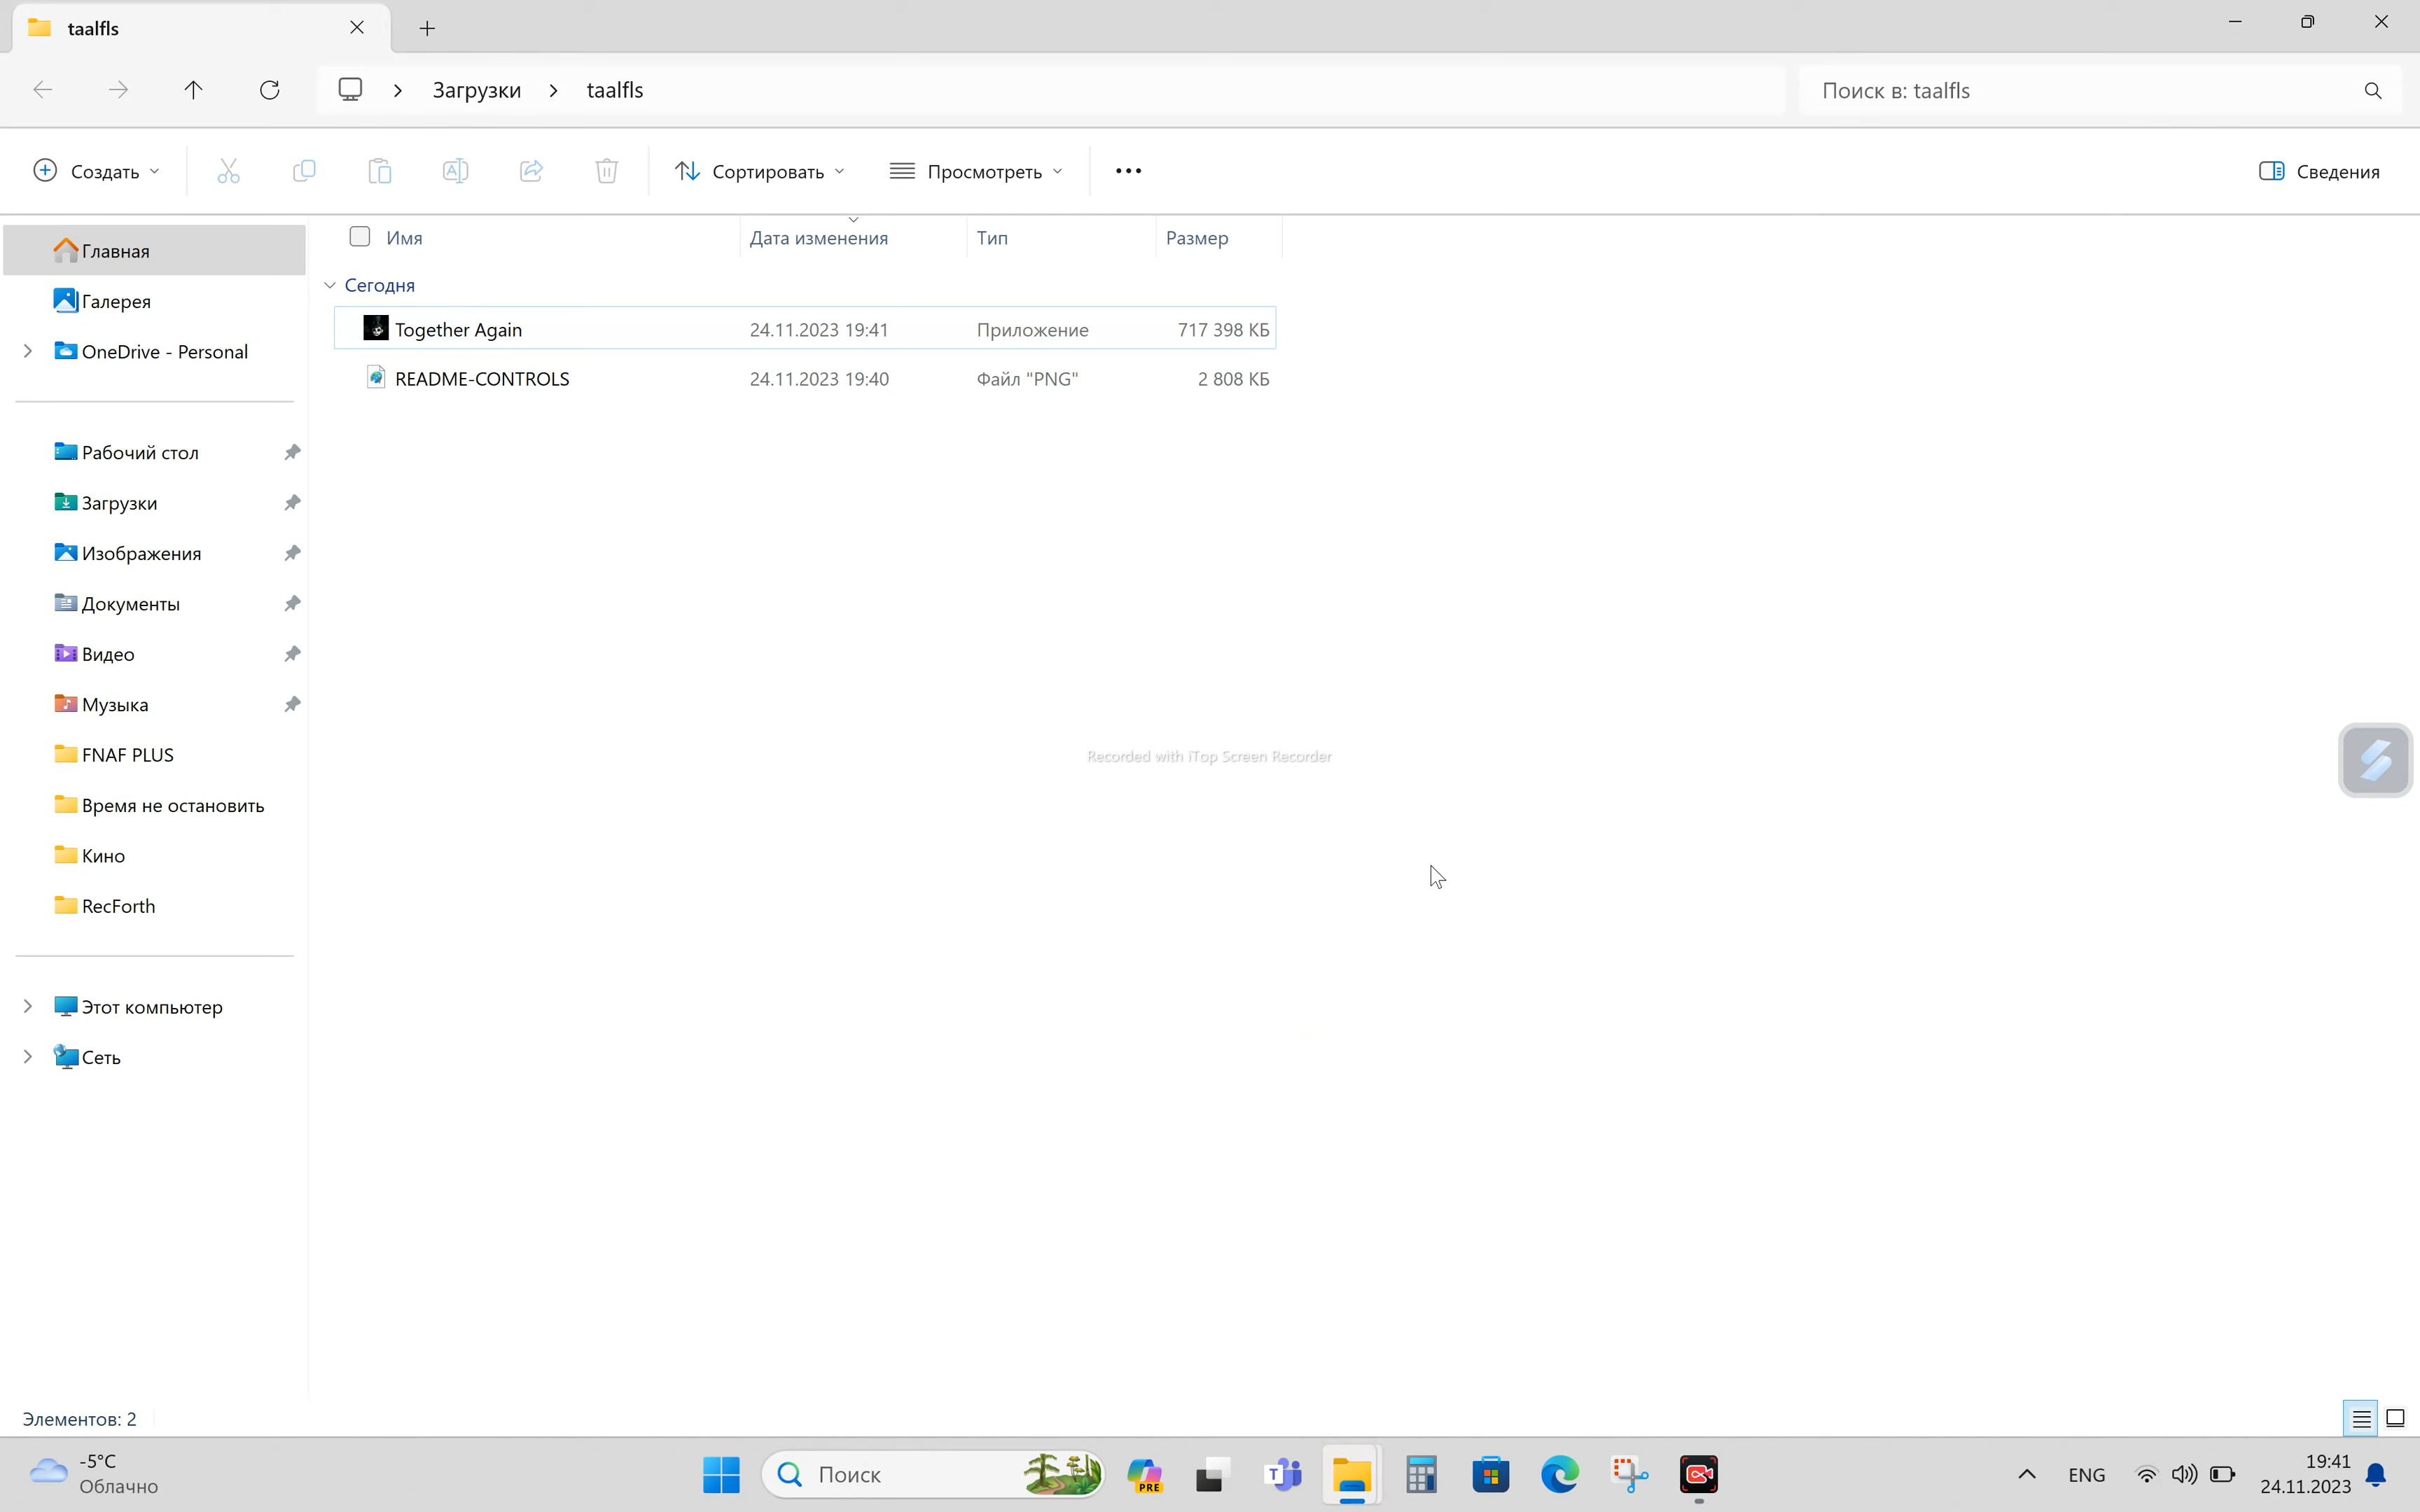 taalfls
Загрузки taalfls
Поиск в: taalfls
Создать
Сортировать
Просмотреть
Сведения
Имя Дата изменения Тип Размер
Сегодня
Together Again 24.11.2023 19:41 Приложение 717 398 КБ
README-CONTROLS 24.11.2023 19:40 Файл "PNG" 2 808 КБ
Главная
Галерея
OneDrive - Personal
Рабочий стол
Загрузки
Изображения
Документы
Видео
Музыка
FNAF PLUS
Время не остановить
Кино
RecForth
Этот компьютер
Сеть
Recorded with iTop Screen Recorder
Элементов: 2
-5°C
Облачно
Поиск
PRE
T
ENG
19:41
24.11.2023